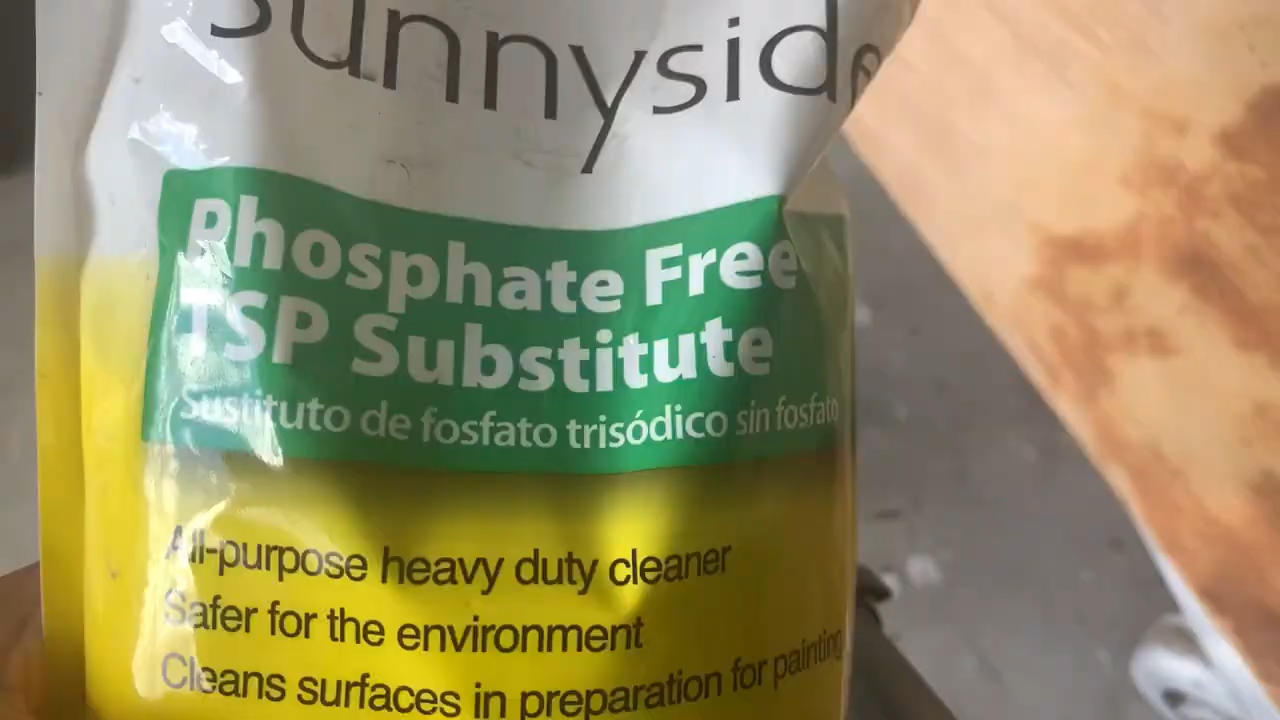 sunnyside
Phosphate Free
TSP Substitute
Sustituto de fosfato trisódico sin fosfato
All-purpose heavy duty cleaner
Safer for the environment
Cleans surfaces in preparation for painting